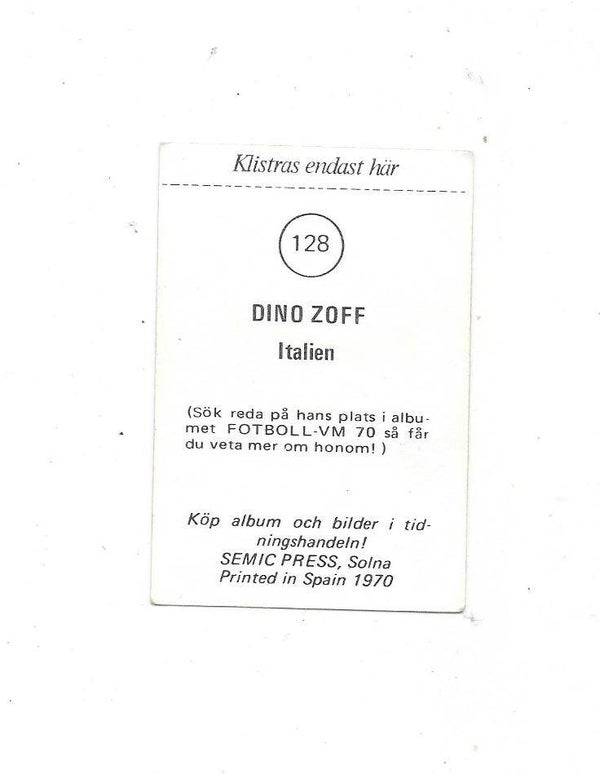 Klistras endast här
128
DINO ZOFF
Italien
(Sök reda på hans plats i albu-
met FOTBOLL-VM 70 så får
du veta mer om honom! )
Köp album och bilder i tid-
ningshandeln!
SEMIC PRESS, Solna
Printed in Spain 1970